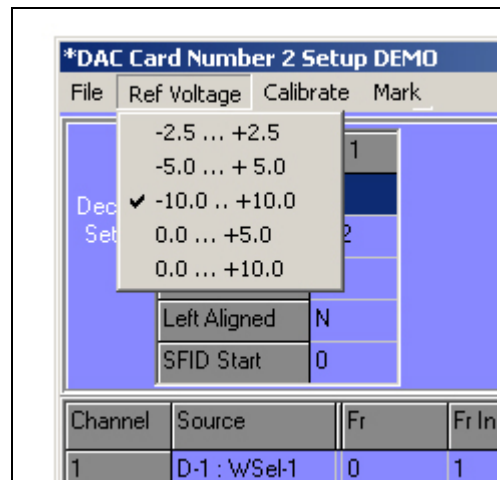 *DAC Card Number 2 Setup DEMO
File Ref Voltage Calibrate Mark
-2.5 ... +2.5
1
-5.0 ... + 5.0
Dec
✔ -10.0 .. +10.0
Set
0.0 ... +5.0
2
0.0 ... +10.0
Left Aligned N
SFID Start 0
Channel Source Fr Fr In
1 D-1 : WSel-1 0 1